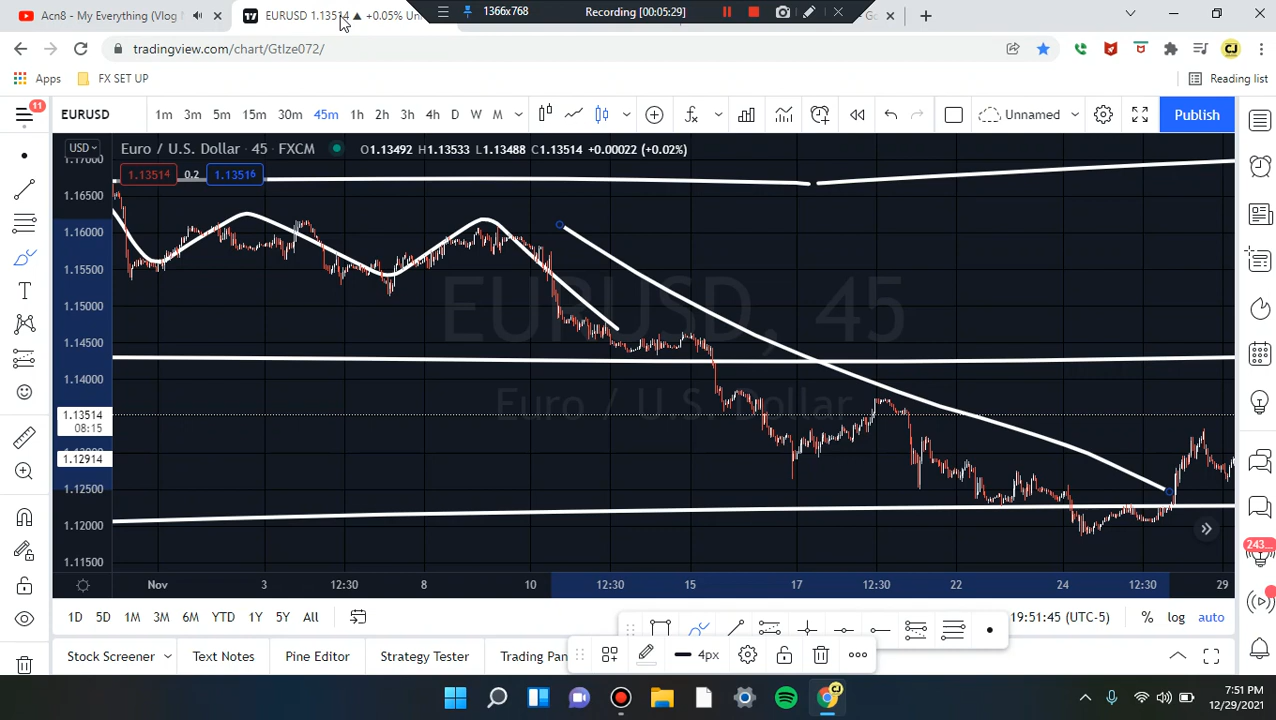 Acn8 - My Everything (Vlog
EURUSD 1.13514 ▲ +0.05% Un
1366x768
Recording [00:05:29]
tradingview.com/chart/GtIze072/
CJ
Apps
FX SET UP
Reading list
11
EURUSD
1m 3m 5m 15m 30m 45m 1h 2h 3h 4h D W M
Unnamed
Publish
USD
Euro / U.S. Dollar · 45 · FXCM
O1.13492 H1.13533 L1.13488 C1.13514 +0.00022 (+0.02%)
1.17000
1.13514
0.2
1.13516
1.16500
1.16000
1.15500
1.15000
EURUSD, 45
1.14500
1.14000
Euro / U.S. Dollar
1.13514
08:15
1.12914
1.12500
1.12000
1.11500
243
Nov 3 12:30 8 10 12:30 15 17 12:30 22 24 12:30 29
1D 5D 1M 3M 6M YTD 1Y 5Y All
19:51:45 (UTC-5)
% log auto
Stock Screener
Text Notes
Pine Editor
Strategy Tester
Trading Pan
4px
CJ
7:51 PM
12/29/2021